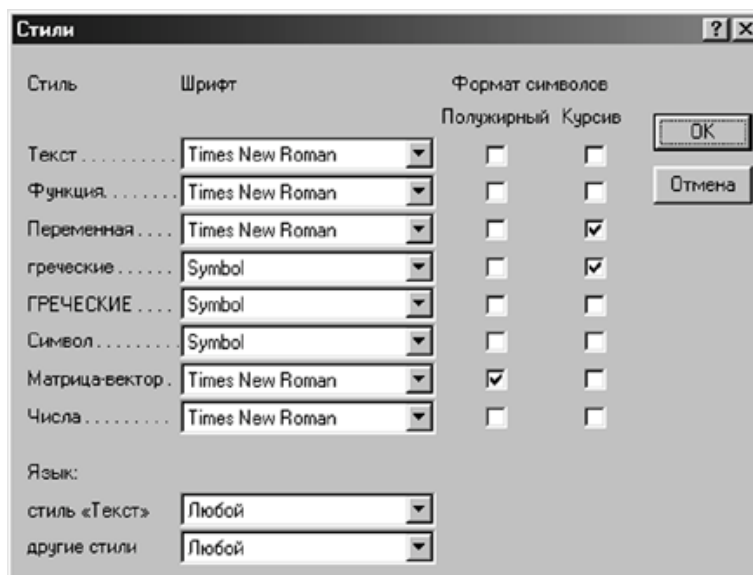 Стили
Стиль Шрифт Формат символов
Полужирный Курсив
OK
Текст . . . . . . . . . . Times New Roman
Функция. . . . . . . . Times New Roman
Отмена
Переменная . . . . Times New Roman
греческие . . . . . . Symbol
ГРЕЧЕСКИЕ . . . . Symbol
Символ . . . . . . . . . Symbol
Матрица-вектор . Times New Roman
Числа . . . . . . . . . Times New Roman
Язык:
стиль «Текст» Любой
другие стили Любой